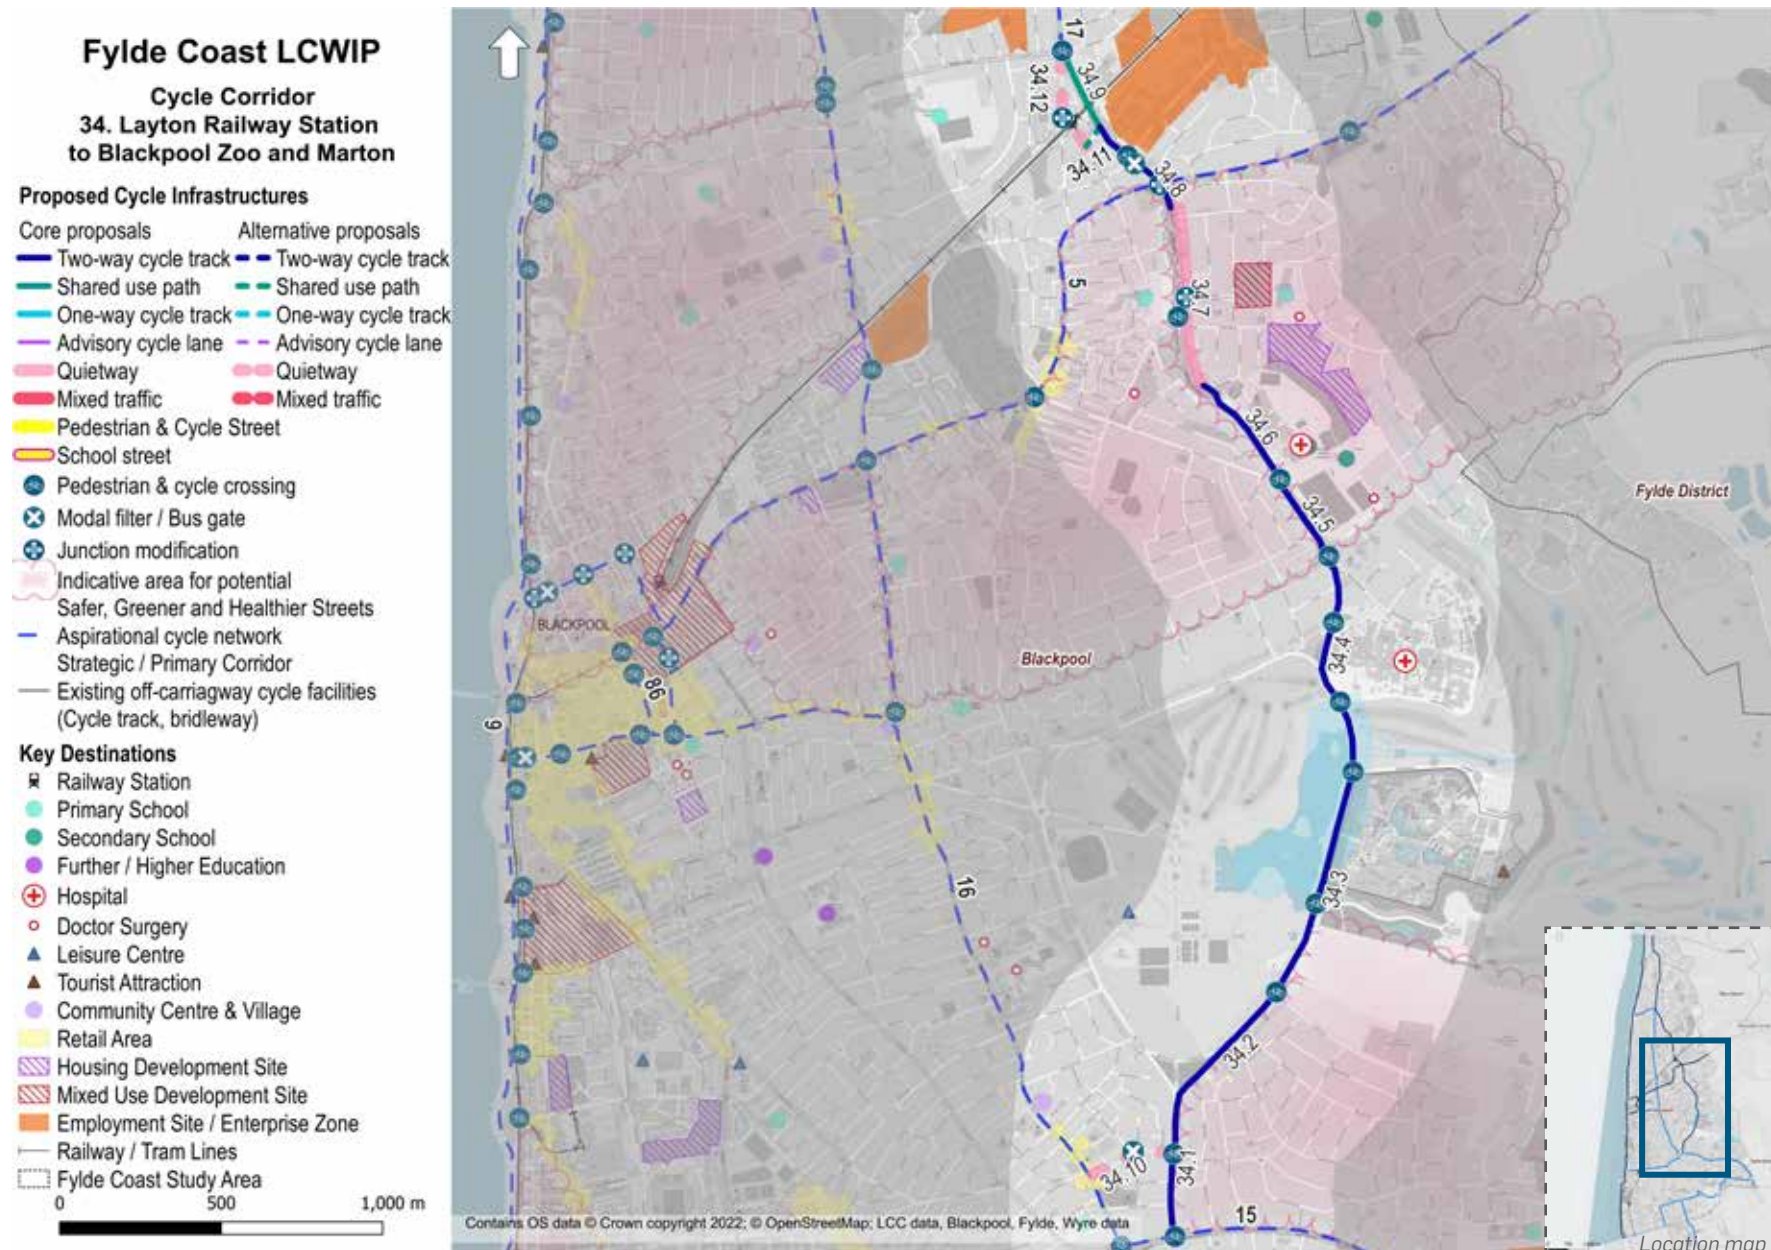 Fylde Coast LCWIP
Cycle Corridor
34. Layton Railway Station
to Blackpool Zoo and Marton
Proposed Cycle Infrastructures
Core proposals Alternative proposals
Two-way cycle track Two-way cycle track
Shared use path Shared use path
One-way cycle track One-way cycle track
Advisory cycle lane Advisory cycle lane
Quietway Quietway
Mixed traffic Mixed traffic
Pedestrian & Cycle Street
School street
Pedestrian & cycle crossing
Modal filter / Bus gate
Junction modification
Indicative area for potential
Safer, Greener and Healthier Streets
Aspirational cycle network
Strategic / Primary Corridor
Existing off-carriagway cycle facilities
(Cycle track, bridleway)
Key Destinations
Railway Station
Primary School
Secondary School
Further / Higher Education
Hospital
Doctor Surgery
Leisure Centre
Tourist Attraction
Community Centre & Village
Retail Area
Housing Development Site
Mixed Use Development Site
Employment Site / Enterprise Zone
Railway / Tram Lines
Fylde Coast Study Area
0 500 1,000 m
17
34.9
34.12
34.11
34.8
5
34.7
34.6
34.5
Fylde District
BLACKPOOL
34.4
Blackpool
86
9
16
34.3
34.2
34.10
34.1
15
Contains OS data © Crown copyright 2022; © OpenStreetMap; LCC data, Blackpool, Fylde, Wyre data
Location map